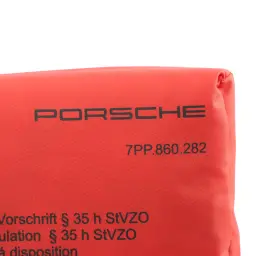 PORSCHE
7PP.860.282
Vorschrift § 35 h StVZO
ulation § 35 h StVZO
à disposition